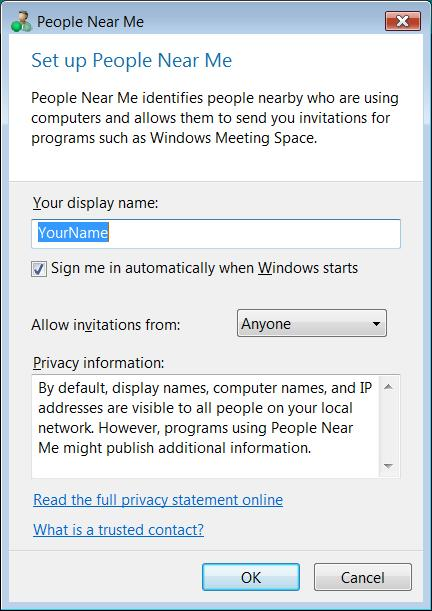 People Near Me
Set up People Near Me
People Near Me identifies people nearby who are using
computers and allows them to send you invitations for
programs such as Windows Meeting Space.
Your display name:
YourName
Sign me in automatically when Windows starts
Allow invitations from:
Anyone
Privacy information:
By default, display names, computer names, and IP
addresses are visible to all people on your local
network. However, programs using People Near
Me might publish additional information.
Read the full privacy statement online
What is a trusted contact?
OK
Cancel